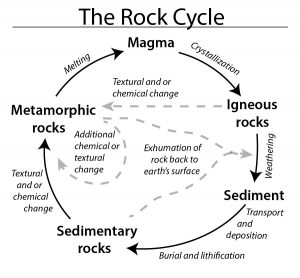 The Rock Cycle
Magma
Melting
Crystallization
Textural and or
chemical change
Metamorphic
rocks
Igneous
rocks
Additional
chemical or
textural
change
Exhumation of
rock back to
earth's surface
Weathering
Textural
and or
chemical
change
Sediment
Transport
and
deposition
Sedimentary
rocks
Burial and lithification